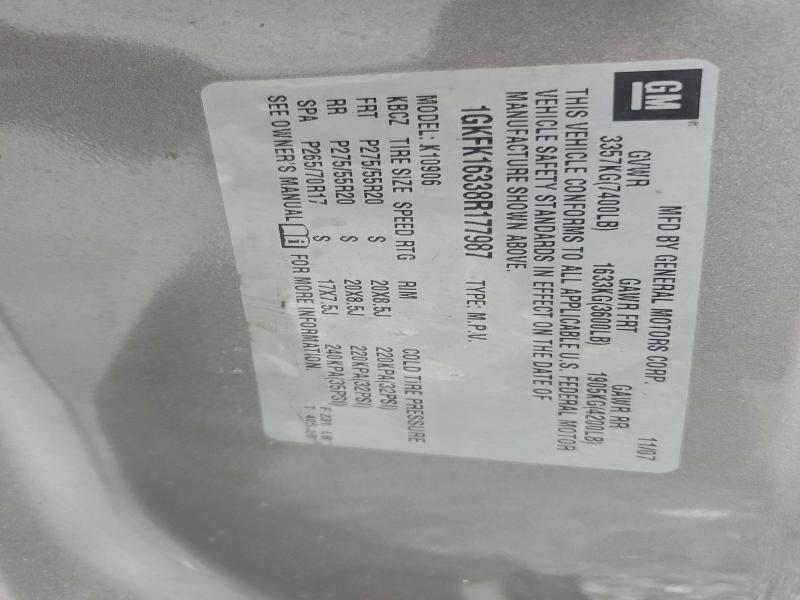 GM®
MFD BY GENERAL MOTORS CORP. 11/07
GVWR GAWR FRT GAWR RR
3357KG(7400LB) 1633KG(3600LB) 1905KG(4200LB)
THIS VEHICLE CONFORMS TO ALL APPLICABLE U.S. FEDERAL MOTOR
VEHICLE SAFETY STANDARDS IN EFFECT ON THE DATE OF
MANUFACTURE SHOWN ABOVE.
1GKFK16338R177987 TYPE: M.P.V.
MODEL: K10906
KBCZ TIRE SIZE SPEED RTG RIM COLD TIRE PRESSURE
FRT P275/55R20 S 20X8.5J 220KPA(32PSI)
RR P275/55R20 S 20X8.5J 220KPA(32PSI)
SPA P265/70R17 S 17X7.5J 240KPA(35PSI)
SEE OWNER'S MANUAL FOR MORE INFORMATION.
F 231 LB
T